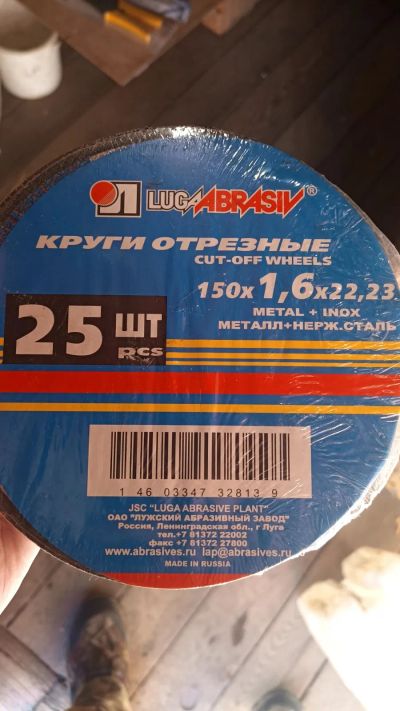 Л LUGAABRASIV ®
КРУГИ ОТРЕЗНЫЕ
CUT-OFF WHEELS
150x1,6x22,23
METAL + INOX
МЕТАЛЛ+НЕРЖ.СТАЛЬ
25 ШТ
PCS
1 46 03347 32813 9
JSC "LUGA ABRASIVE PLANT"
ОАО "ЛУЖСКИЙ АБРАЗИВНЫЙ ЗАВОД"
Россия, Ленинградская обл., г Луга
тел.+7 81372 22002
факс +7 81372 27800
www.abrasives.ru lap@abrasives.ru
MADE IN RUSSIA